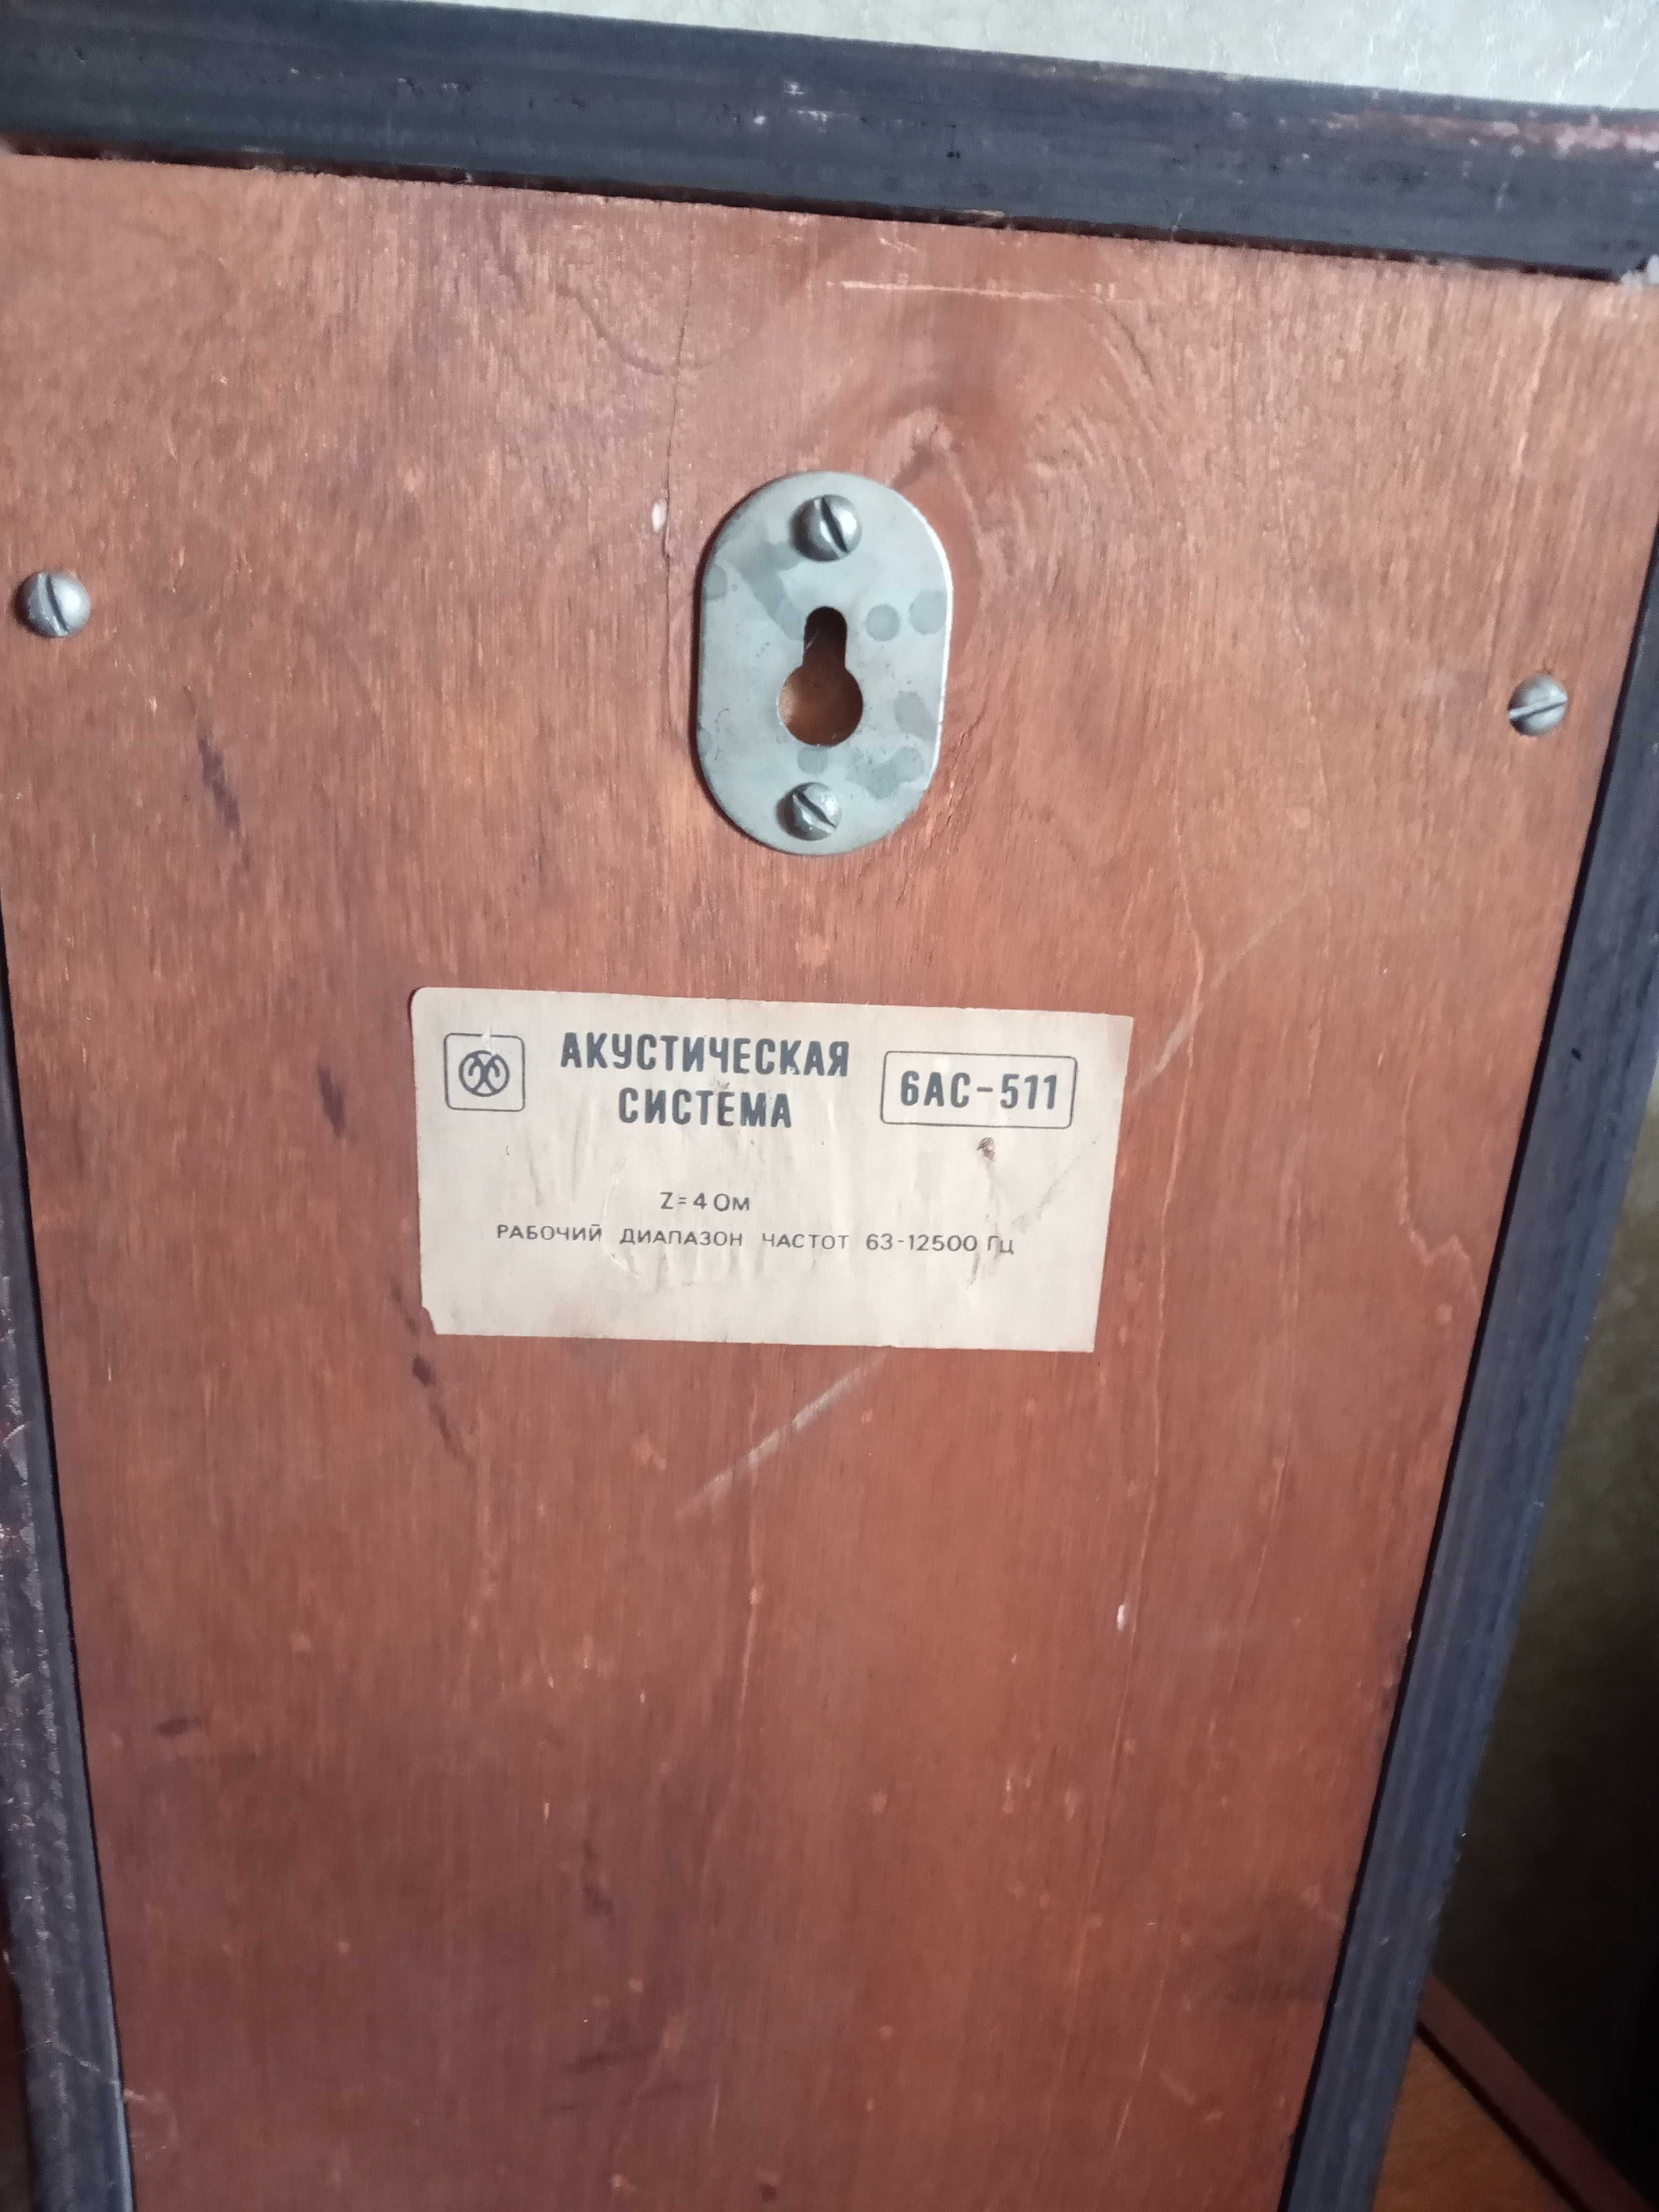 АКУСТИЧЕСКАЯ
СИСТЕМА
6АС-511
Z=4 Ом
РАБОЧИЙ ДИАПАЗОН ЧАСТОТ 63-12500 Гц